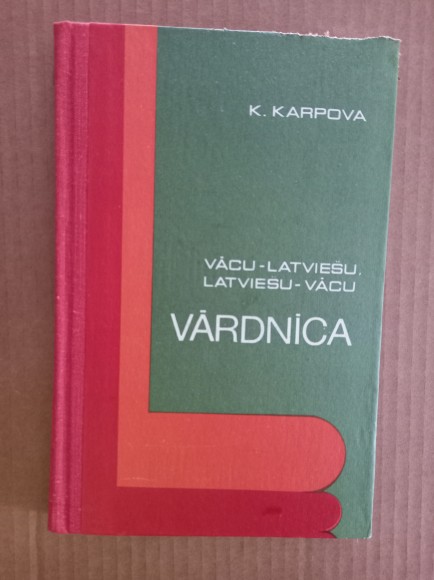 K. KARPOVA
VĀCU-LATVIEŠU,
LATVIEŠU-VĀCU
VĀRDNĪCA